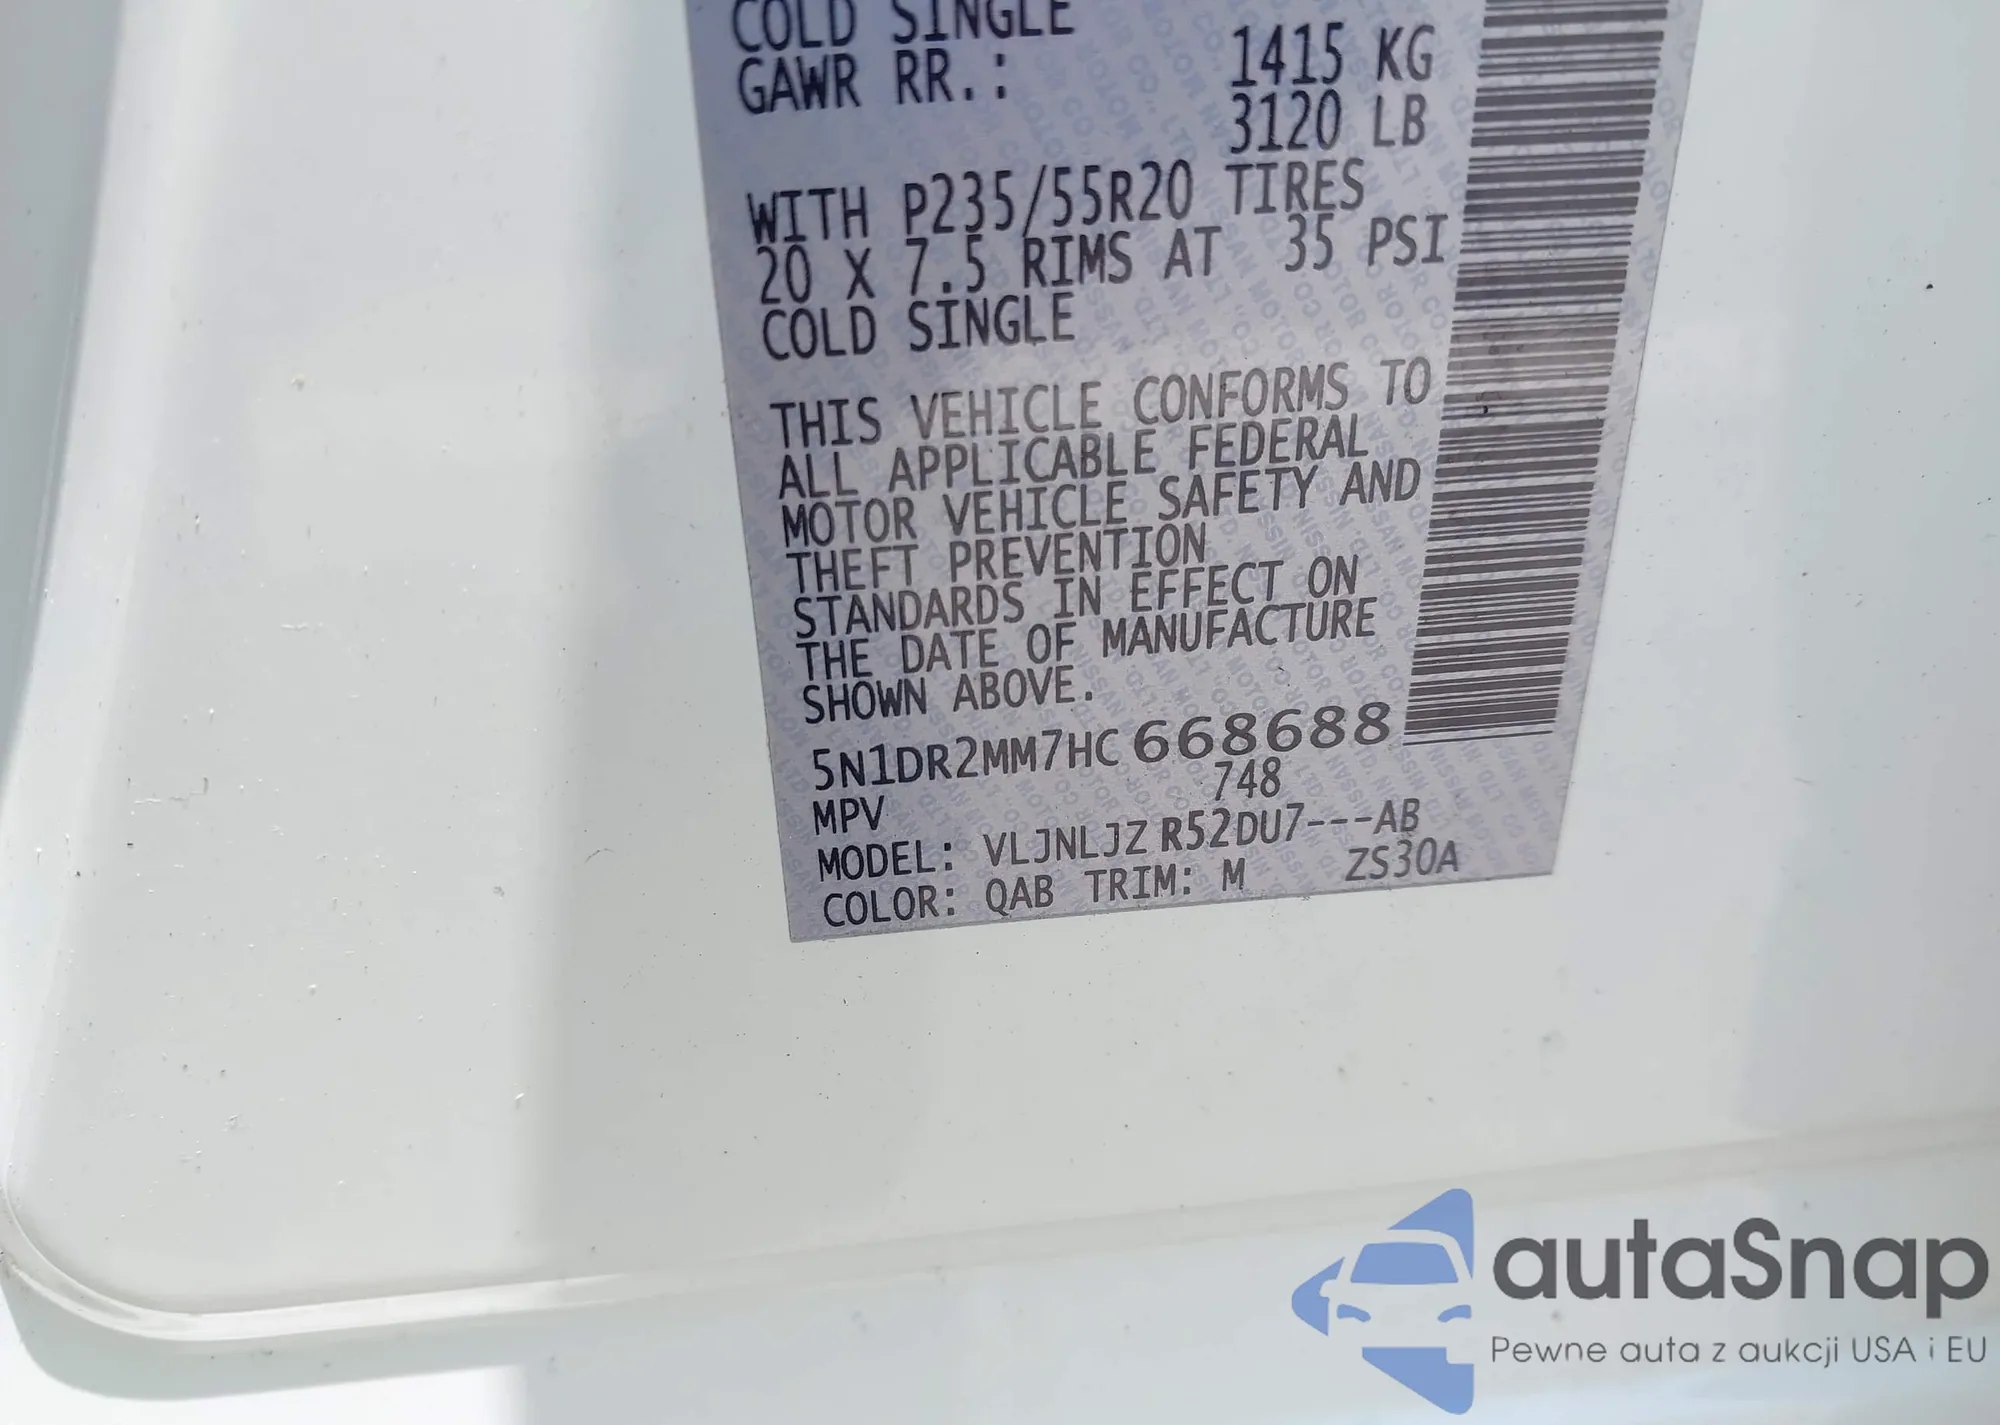 COLD SINGLE
GAWR RR.: 1415 KG
3120 LB
WITH P235/55R20 TIRES
20 X 7.5 RIMS AT 35 PSI
COLD SINGLE
THIS VEHICLE CONFORMS TO
ALL APPLICABLE FEDERAL
MOTOR VEHICLE SAFETY AND
THEFT PREVENTION
STANDARDS IN EFFECT ON
THE DATE OF MANUFACTURE
SHOWN ABOVE.
5N1DR2MM7HC668688
MPV 748
MODEL: VLJNLJZ R52DU7---AB
COLOR: QAB TRIM: M ZS30A
autaSnap
Pewne auta z aukcji USA i EU